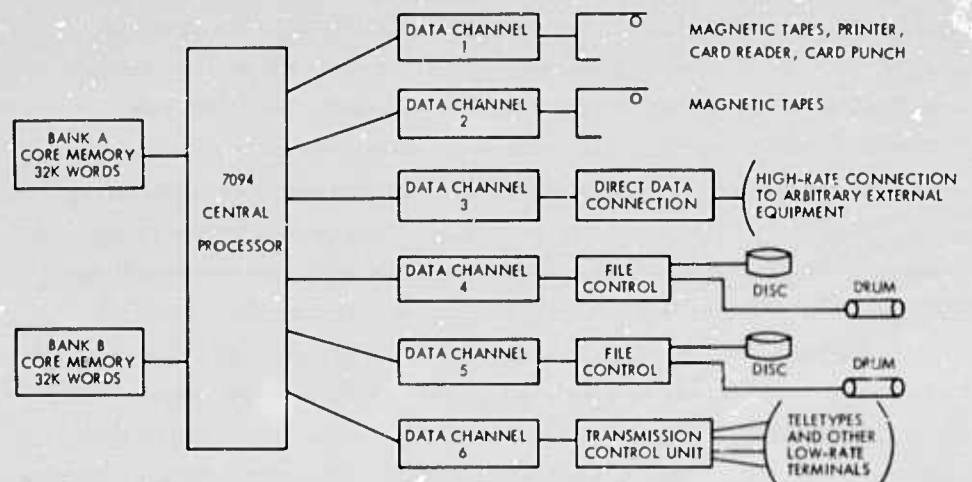 DATA CHANNEL
1
MAGNETIC TAPES, PRINTER,
CARD READER, CARD PUNCH
DATA CHANNEL
2
MAGNETIC TAPES
BANK A
CORE MEMORY
32K WORDS
7094
CENTRAL
PROCESSOR
DATA CHANNEL
3
DIRECT DATA
CONNECTION
HIGH-RATE CONNECTION
TO ARBITRARY EXTERNAL
EQUIPMENT
DATA CHANNEL
4
FILE
CONTROL
DISC
DRUM
BANK B
CORE MEMORY
32K WORDS
DATA CHANNEL
5
FILE
CONTROL
DISC
DRUM
DATA CHANNEL
6
TRANSMISSION
CONTROL UNIT
TELETYPES
AND OTHER
LOW-RATE
TERMINALS